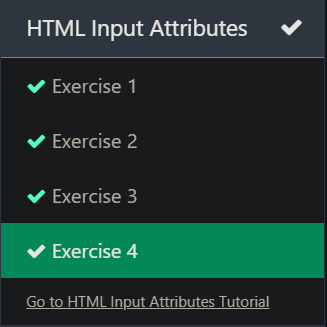 HTML Input Attributes
Exercise 1
Exercise 2
Exercise 3
Exercise 4
Go to HTML Input Attributes Tutorial